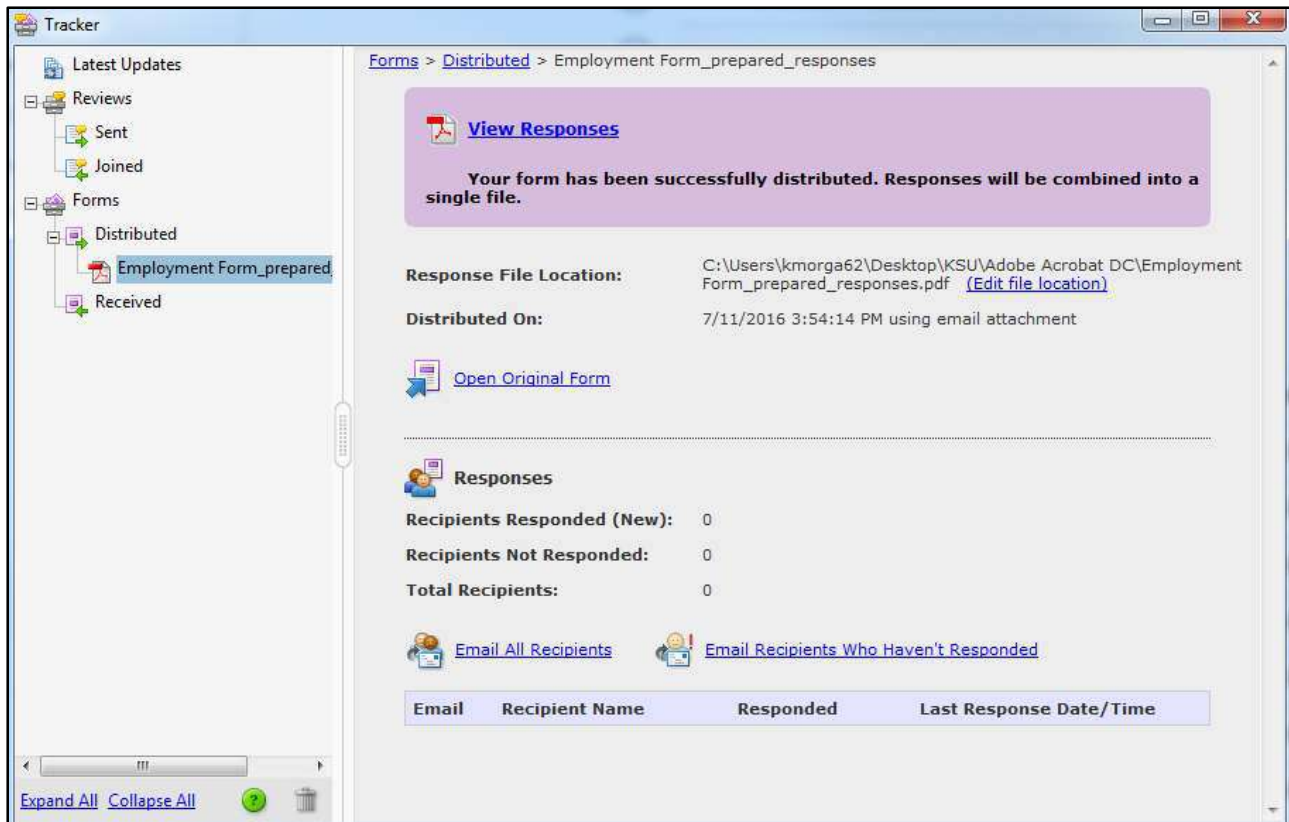 Tracker
Latest Updates
Reviews
Sent
Joined
Forms
Distributed
Employment Form_prepared_
Received
Expand All Collapse All
Forms > Distributed > Employment Form_prepared_responses
View Responses
Your form has been successfully distributed. Responses will be combined into a
single file.
Response File Location: C:\Users\kmorga62\Desktop\KSU\Adobe Acrobat DC\Employment
Form_prepared_responses.pdf (Edit file location)
Distributed On: 7/11/2016 3:54:14 PM using email attachment
Open Original Form
Responses
Recipients Responded (New): 0
Recipients Not Responded: 0
Total Recipients: 0
Email All Recipients Email Recipients Who Haven't Responded
Email Recipient Name Responded Last Response Date/Time